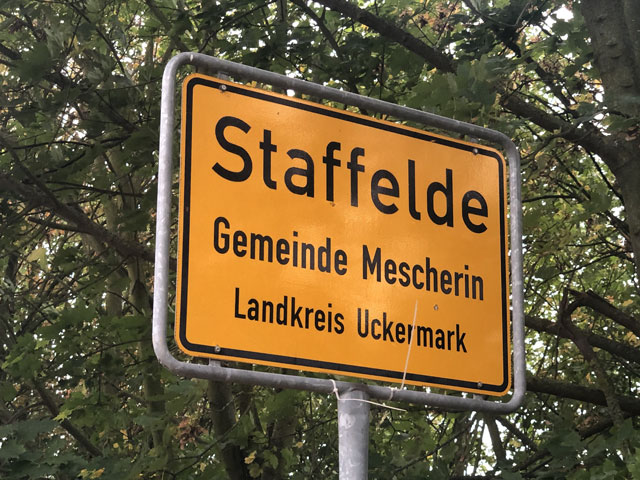 Staffelde
Gemeinde Mescherin
Landkreis Uckermark